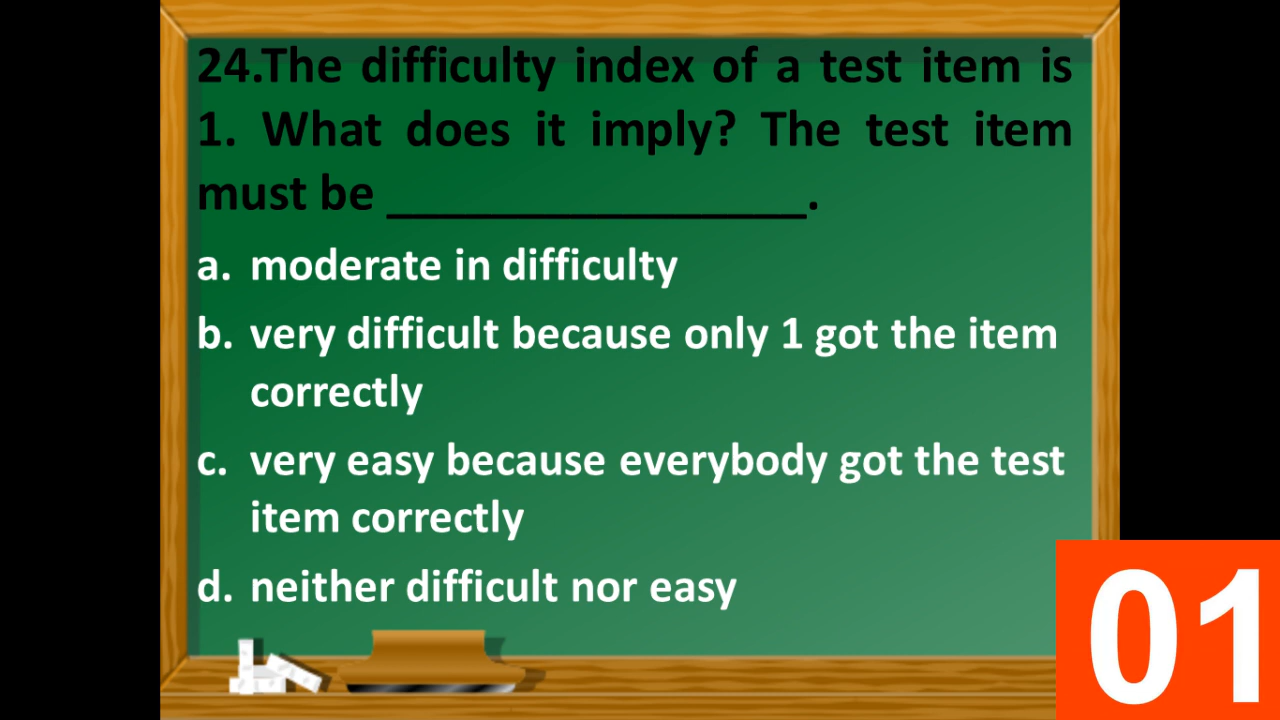 24.The difficulty index of a test item is
1. What does it imply? The test item
must be _________________.
a. moderate in difficulty
b. very difficult because only 1 got the item
correctly
c. very easy because everybody got the test
item correctly
d. neither difficult nor easy
01